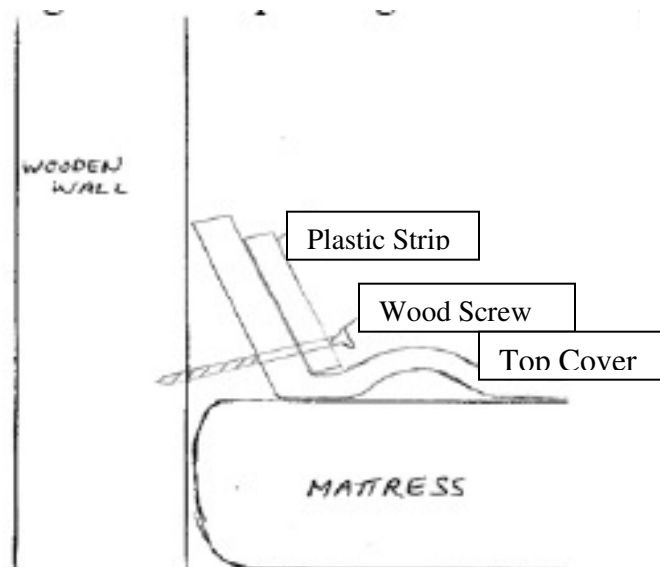 WOODEN
WALL
Plastic Strip
Wood Screw
Top Cover
MATTRESS